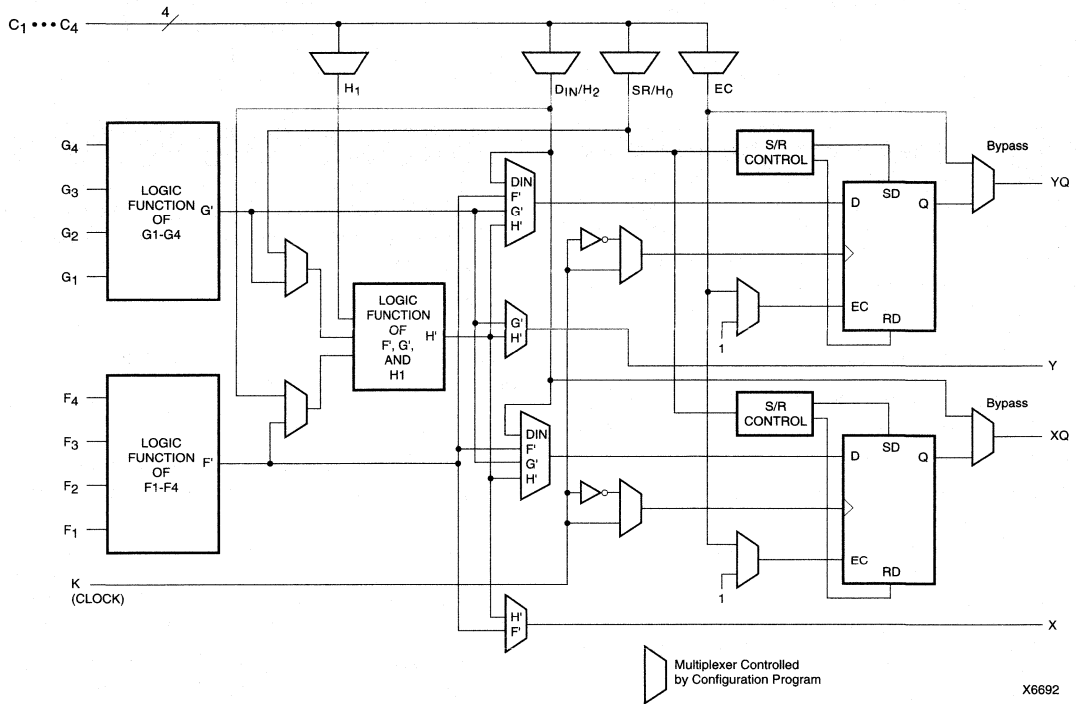 C1 ••• C4
4
H1
DIN/H2
SR/H0
EC
G4
G3
G2
G1
LOGIC
FUNCTION
OF
G1-G4
G'
DIN
F'
G'
H'
S/R
CONTROL
Bypass
YQ
D
SD
Q
EC
RD
1
LOGIC
FUNCTION
OF
F', G',
AND
H1
H'
G'
H'
Y
F4
F3
F2
F1
LOGIC
FUNCTION
OF
F1-F4
F'
DIN
F'
G'
H'
S/R
CONTROL
Bypass
XQ
D
SD
Q
EC
RD
1
K
(CLOCK)
H'
F'
X
Multiplexer Controlled
by Configuration Program
X6692